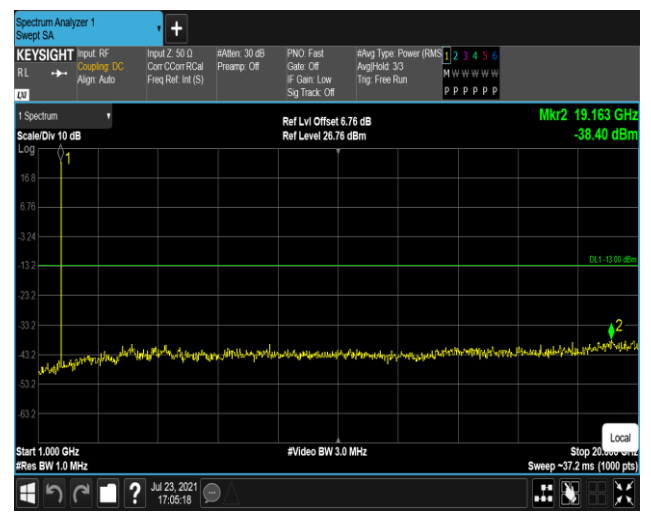 Spectrum Analyzer 1
Swept SA
KEYSIGHT
RL
LXI
Input: RF
Coupling: DC
Align: Auto
Input Z: 50 Ω
Corr CCorr RCal
Freq Ref: Int (S)
#Atten: 30 dB
Preamp: Off
PNO: Fast
Gate: Off
IF Gain: Low
Sig Track: Off
#Avg Type: Power (RMS
Avg|Hold: 3/3
Trig: Free Run
1 2 3 4 5 6
M W W W W W
P P P P P P
1 Spectrum
Scale/Div 10 dB
Ref Lvl Offset 6.76 dB
Ref Level 26.76 dBm
Mkr2 19.163 GHz
-38.40 dBm
Log
1
16.8
6.76
-3.24
-13.2
DL1 -13.00 dBm
-23.2
-33.2
2
-43.2
-53.2
-63.2
Local
Start 1.000 GHz
#Video BW 3.0 MHz
Stop 20.000 GHz
#Res BW 1.0 MHz
Sweep ~37.2 ms (1000 pts)
?
Jul 23, 2021
17:05:18